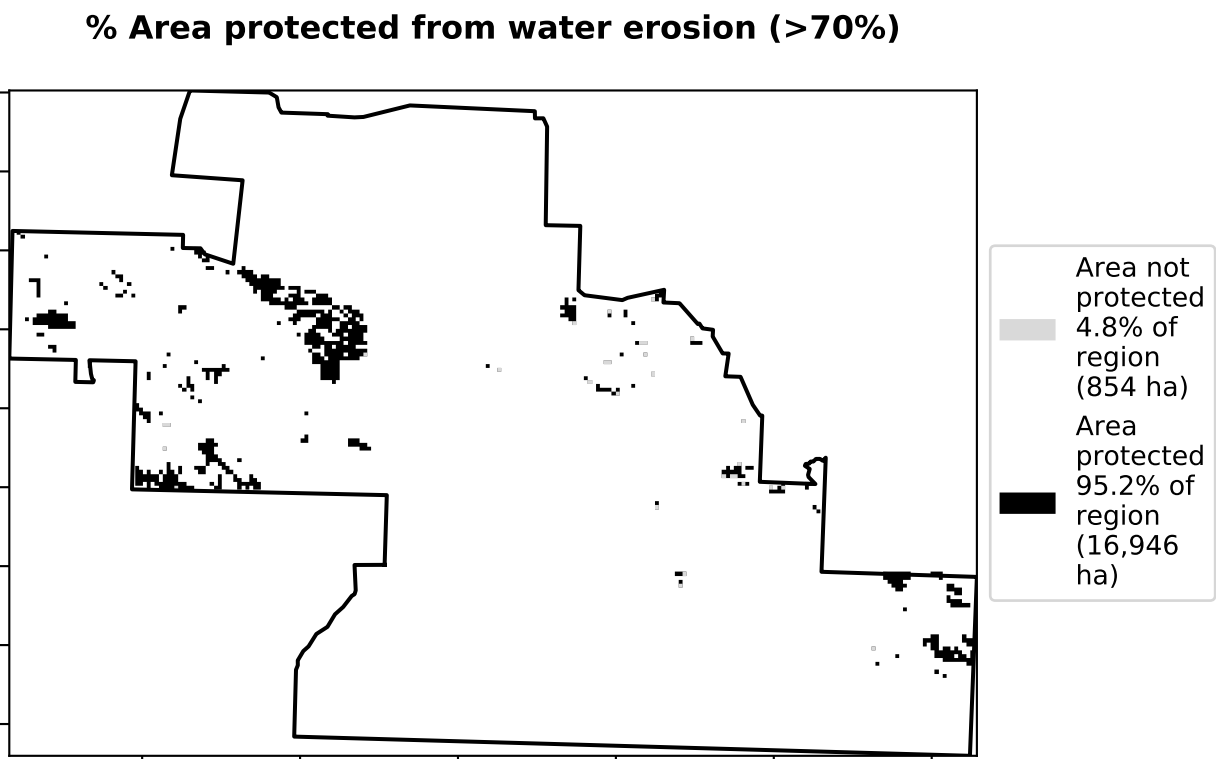 % Area protected from water erosion (>70%)
Area not
protected
4.8% of
region
(854 ha)
Area
protected
95.2% of
region
(16,946
ha)